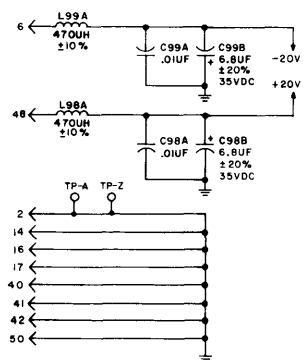 6
L99A
470UH
±10%
C99A
.01UF
C99B
+ 6.8UF
±20%
35VDC
-20V
+20V
48
L98A
470UH
±10%
C98A
.01UF
+ C98B
6.8UF
±20%
35VDC
TP-A TP-Z
2
14
16
17
40
41
42
50